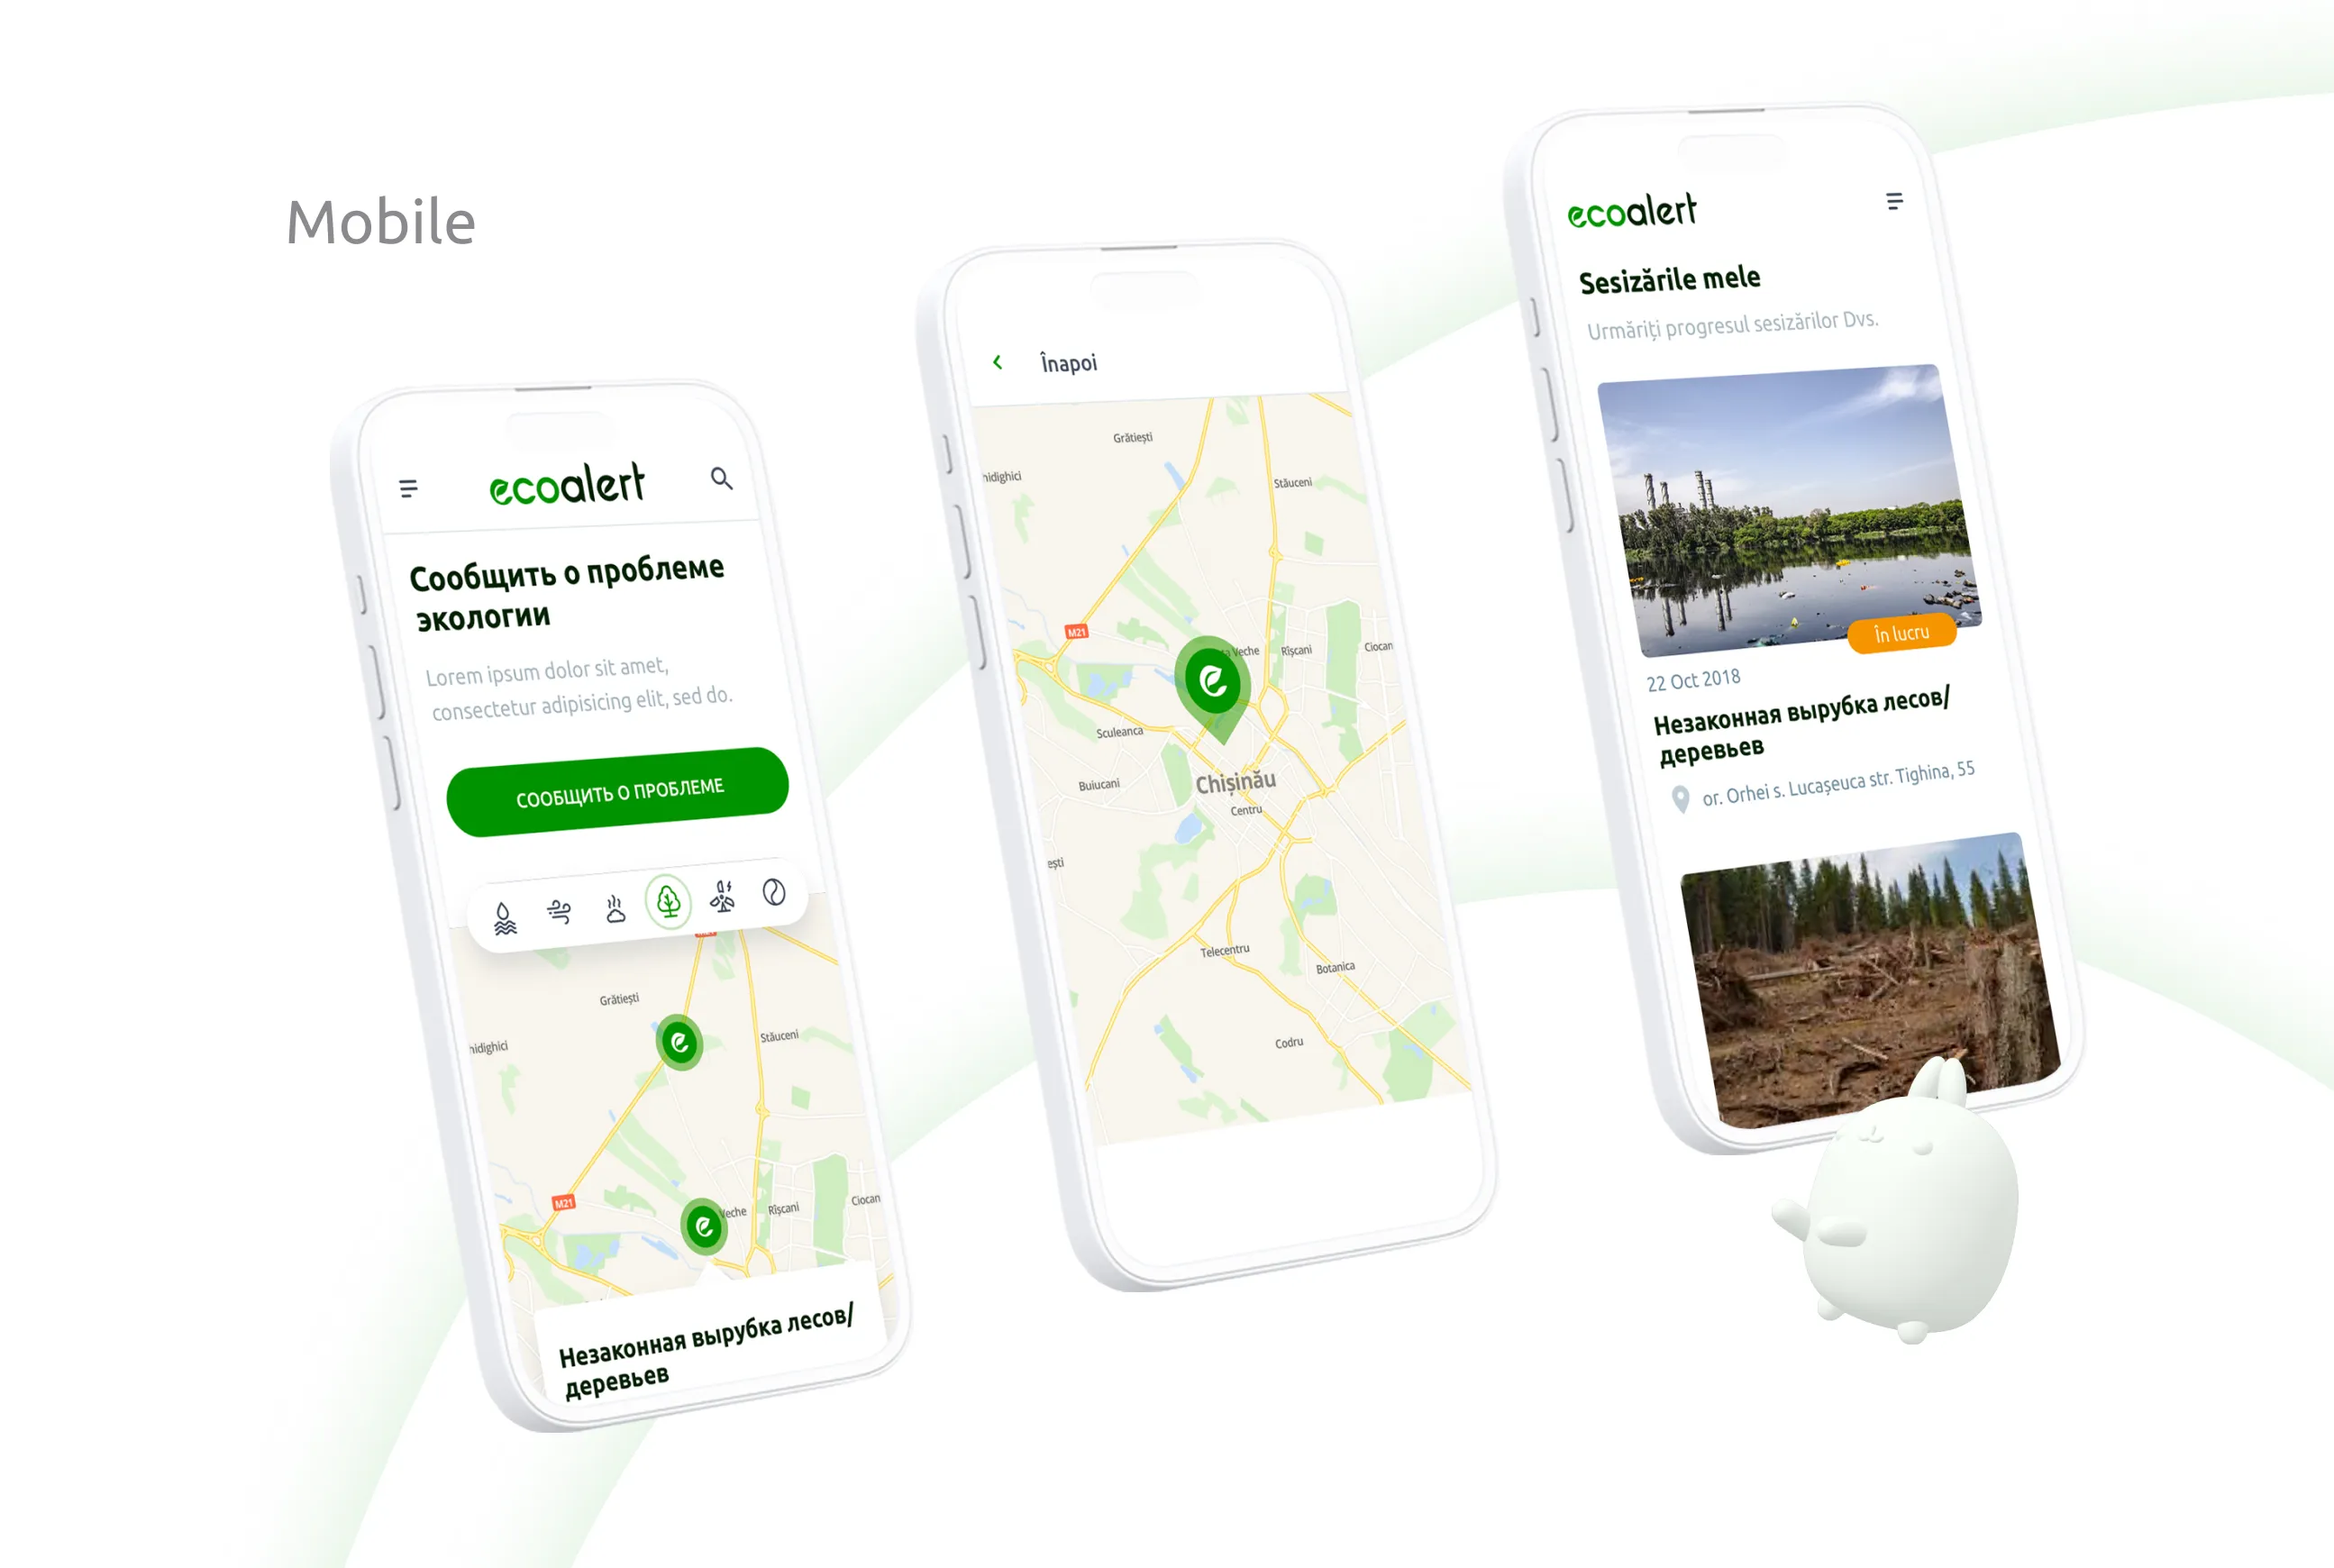 Mobile
ecoalert
Сообщить о проблеме
экологии
Lorem ipsum dolor sit amet,
consectetur adipisicing elit, sed do.
СООБЩИТЬ О ПРОБЛЕМЕ
Grătiești
hidighici
Stăuceni
M21
Veche
Rîșcani
Ciocan
Незаконная вырубка лесов/
деревьев
Înapoi
Grătiești
hidighici
Stăuceni
M21
ta Veche
Rîșcani
Ciocan
Sculeanca
Buiucani
Chișinău
Centru
ești
Telecentru
Botanica
Codru
ecoalert
Sesizările mele
Urmăriți progresul sesizărilor Dvs.
În lucru
22 Oct 2018
Незаконная вырубка лесов/
деревьев
or. Orhei s. Lucașeuca str. Tighina, 55